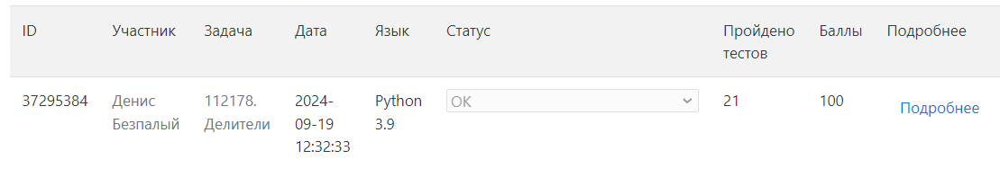 ID Участник Задача Дата Язык Статус Пройдено Баллы Подробнее
тестов
37295384 Денис 112178. 2024- Python OK 21 100 Подробнее
Безпалый Делители 09-19 3.9
12:32:33